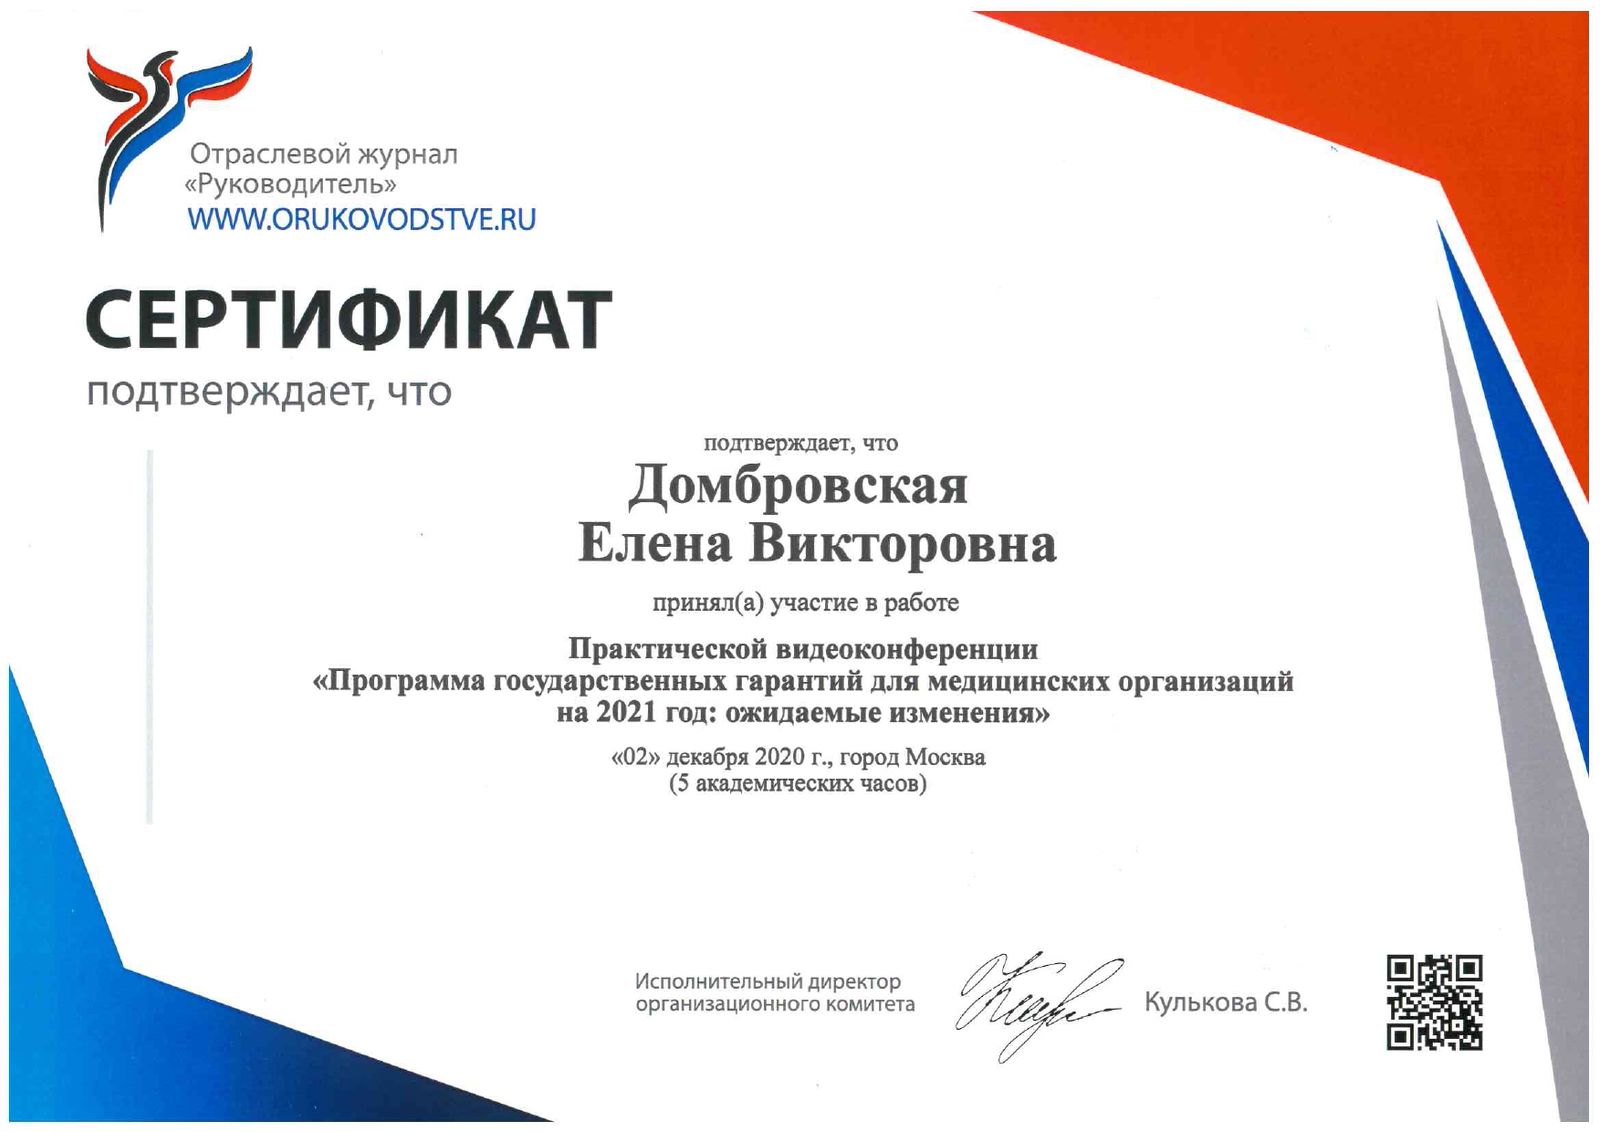 Отраслевой журнал
«Руководитель»
WWW.ORUKOVODSTVE.RU
СЕРТИФИКАТ
подтверждает, что
подтверждает, что
Домбровская
Елена Викторовна
принял(а) участие в работе
Практической видеоконференции
«Программа государственных гарантий для медицинских организаций
на 2021 год: ожидаемые изменения»
«02» декабря 2020 г., город Москва
(5 академических часов)
Исполнительный директор
организационного комитета
Кулькова С.В.